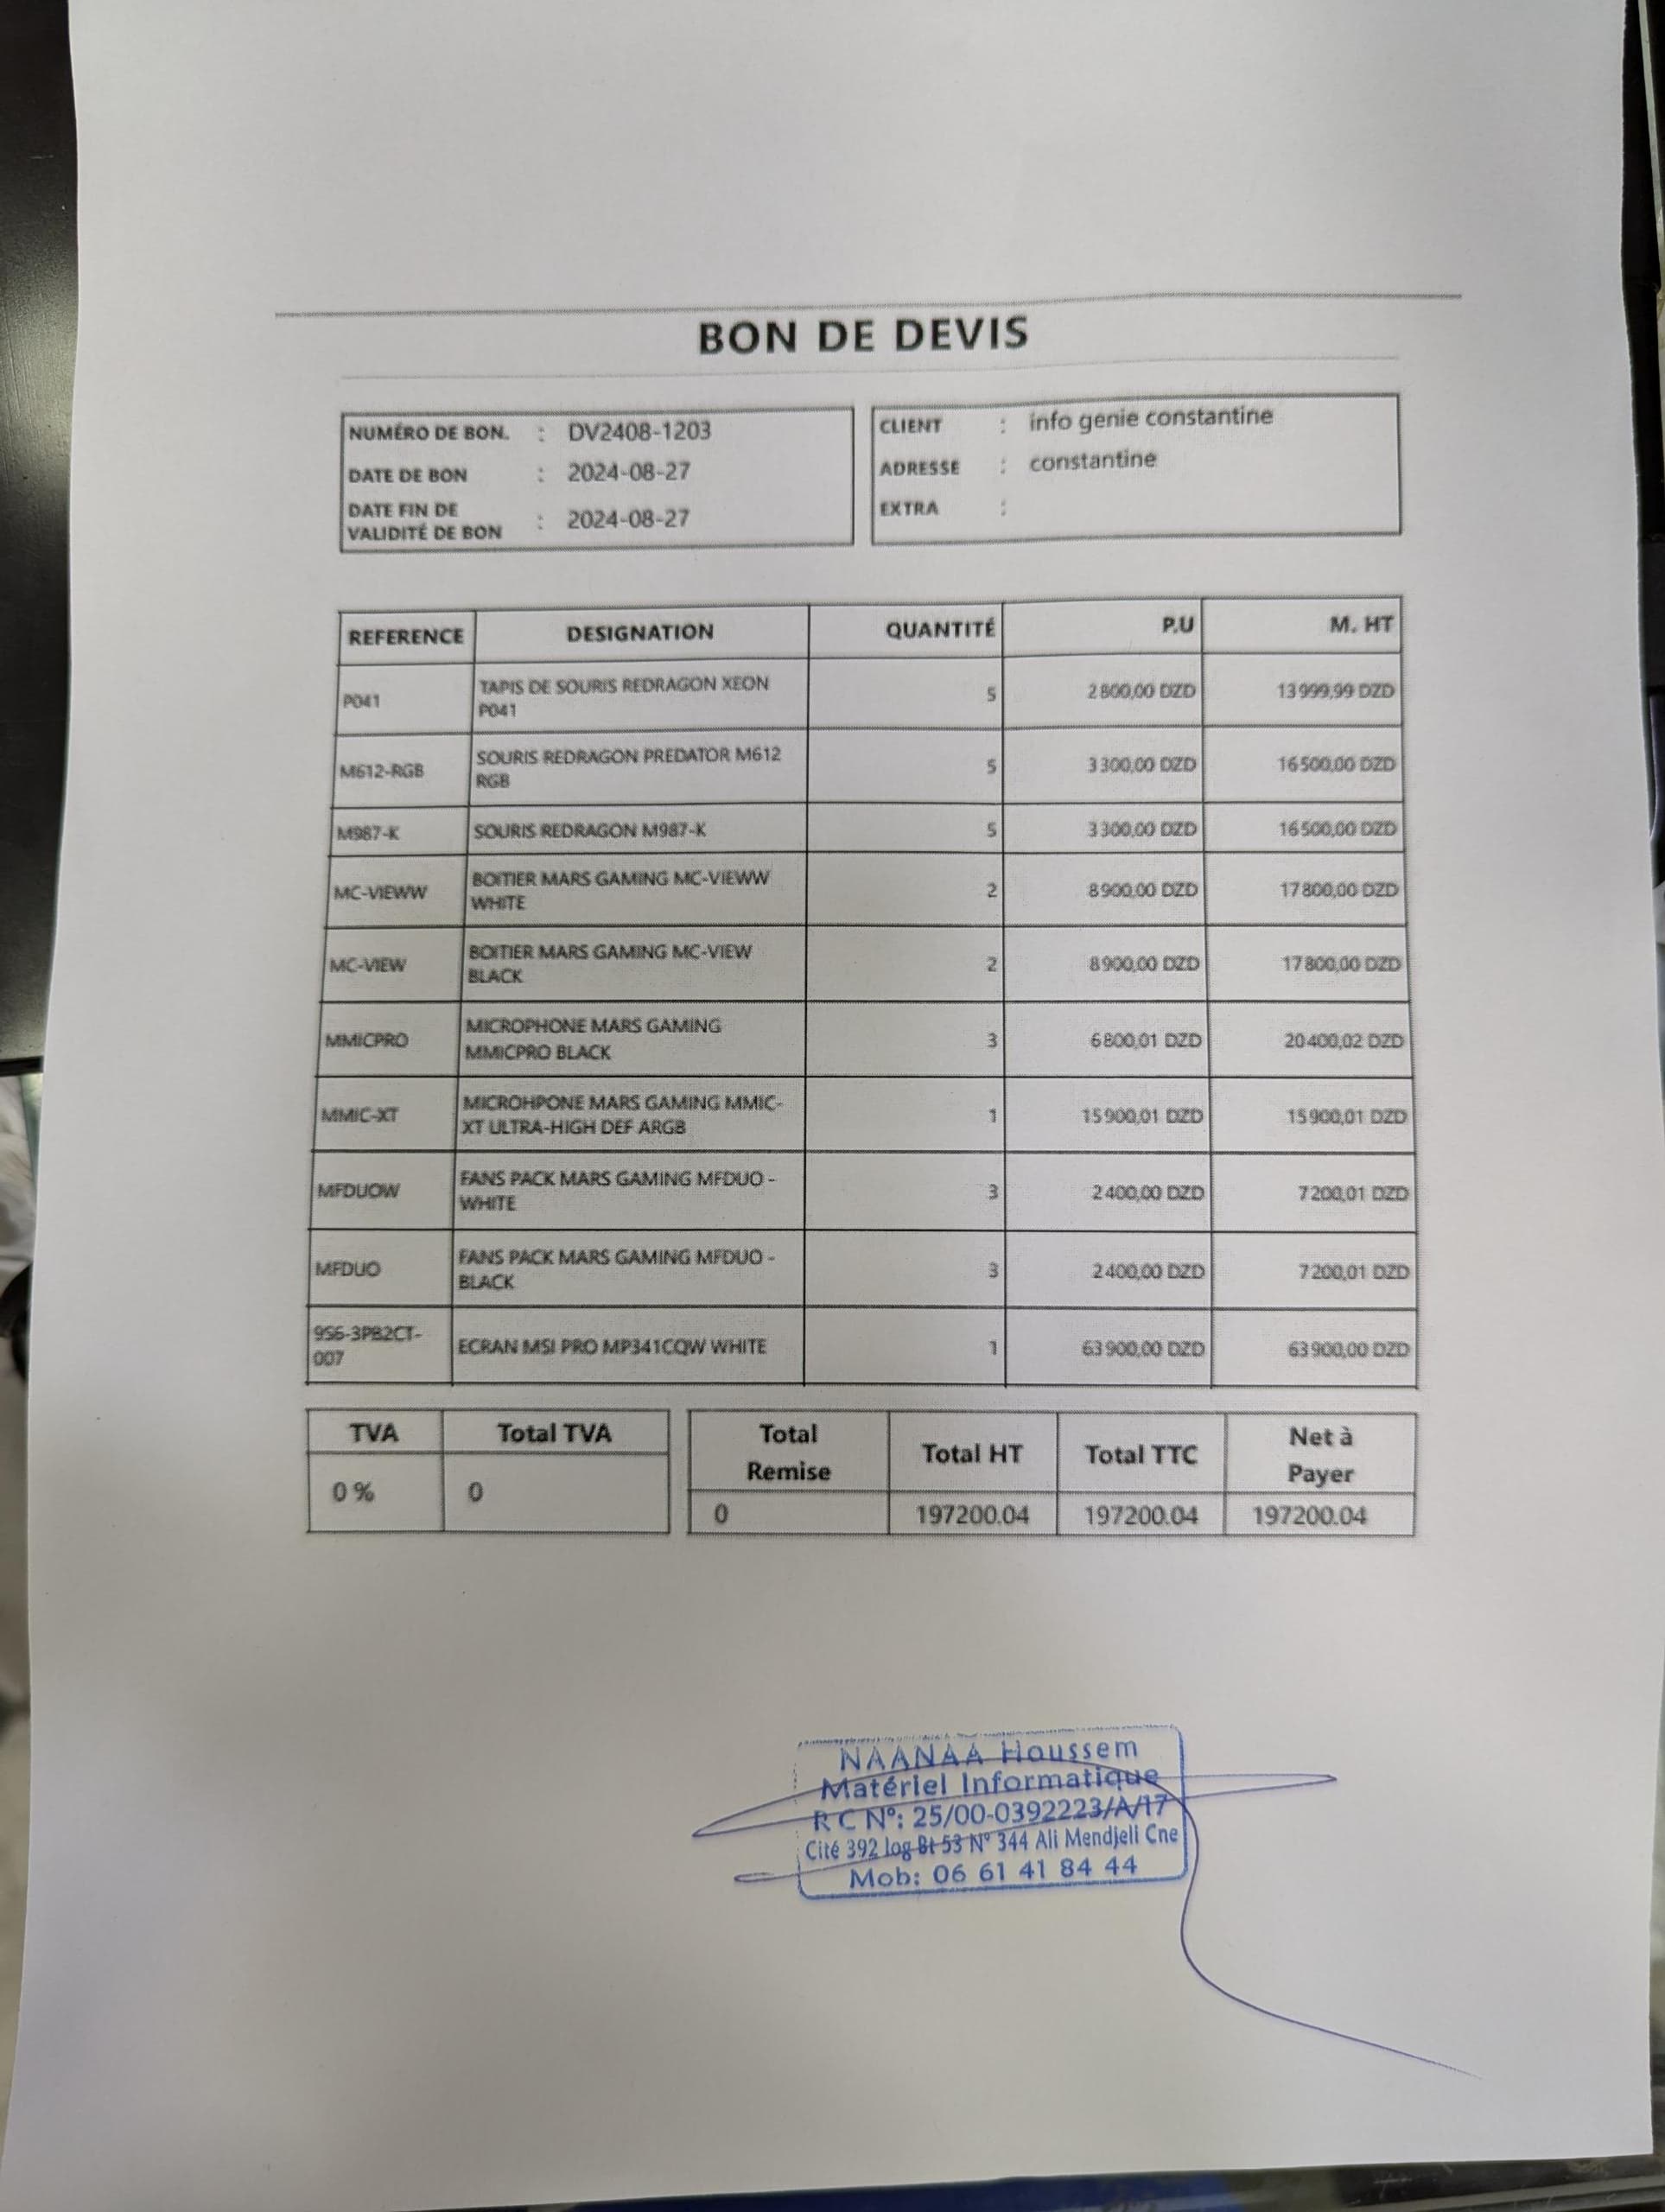 BON DE DEVIS
NUMÉRO DE BON. : DV2408-1203
DATE DE BON : 2024-08-27
DATE FIN DE
VALIDITÉ DE BON : 2024-08-27
CLIENT : info genie constantine
ADRESSE : constantine
EXTRA :
REFERENCE DESIGNATION QUANTITÉ P.U M. HT
P041 TAPIS DE SOURIS REDRAGON XEON
P041 5 2 800,00 DZD 13 999,99 DZD
M612-RGB SOURIS REDRAGON PREDATOR M612
RGB 5 3 300,00 DZD 16 500,00 DZD
M987-K SOURIS REDRAGON M987-K 5 3 300,00 DZD 16 500,00 DZD
MC-VIEWW BOITIER MARS GAMING MC-VIEWW
WHITE 2 8 900,00 DZD 17 800,00 DZD
MC-VIEW BOITIER MARS GAMING MC-VIEW
BLACK 2 8 900,00 DZD 17 800,00 DZD
MMICPRO MICROPHONE MARS GAMING
MMICPRO BLACK 3 6 800,01 DZD 20 400,02 DZD
MMIC-XT MICROHPONE MARS GAMING MMIC-
XT ULTRA-HIGH DEF ARGB 1 15 900,01 DZD 15 900,01 DZD
MFDUOW FANS PACK MARS GAMING MFDUO -
WHITE 3 2 400,00 DZD 7 200,01 DZD
MFDUO FANS PACK MARS GAMING MFDUO -
BLACK 3 2 400,00 DZD 7 200,01 DZD
9S6-3PB2CT-
007 ECRAN MSI PRO MP341CQW WHITE 1 63 900,00 DZD 63 900,00 DZD
TVA Total TVA
0 % 0
Total
Remise Total HT Total TTC Net à
Payer
0 197200.04 197200.04 197200.04
NAANAA Houssem
Matériel Informatique
R C N°: 25/00-0392223/A/17
Cité 392 log Bt 53 N° 344 Ali Mendjeli Cne
Mob: 06 61 41 84 44